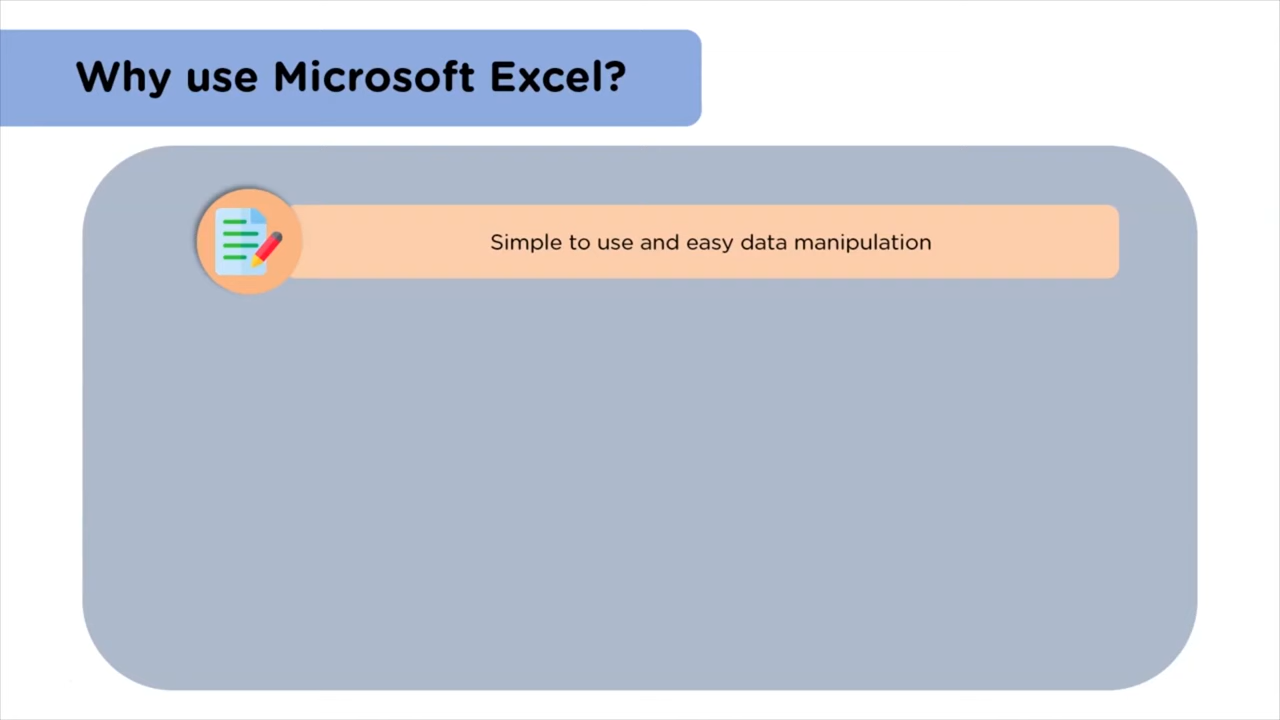 Why use Microsoft Excel?
Simple to use and easy data manipulation